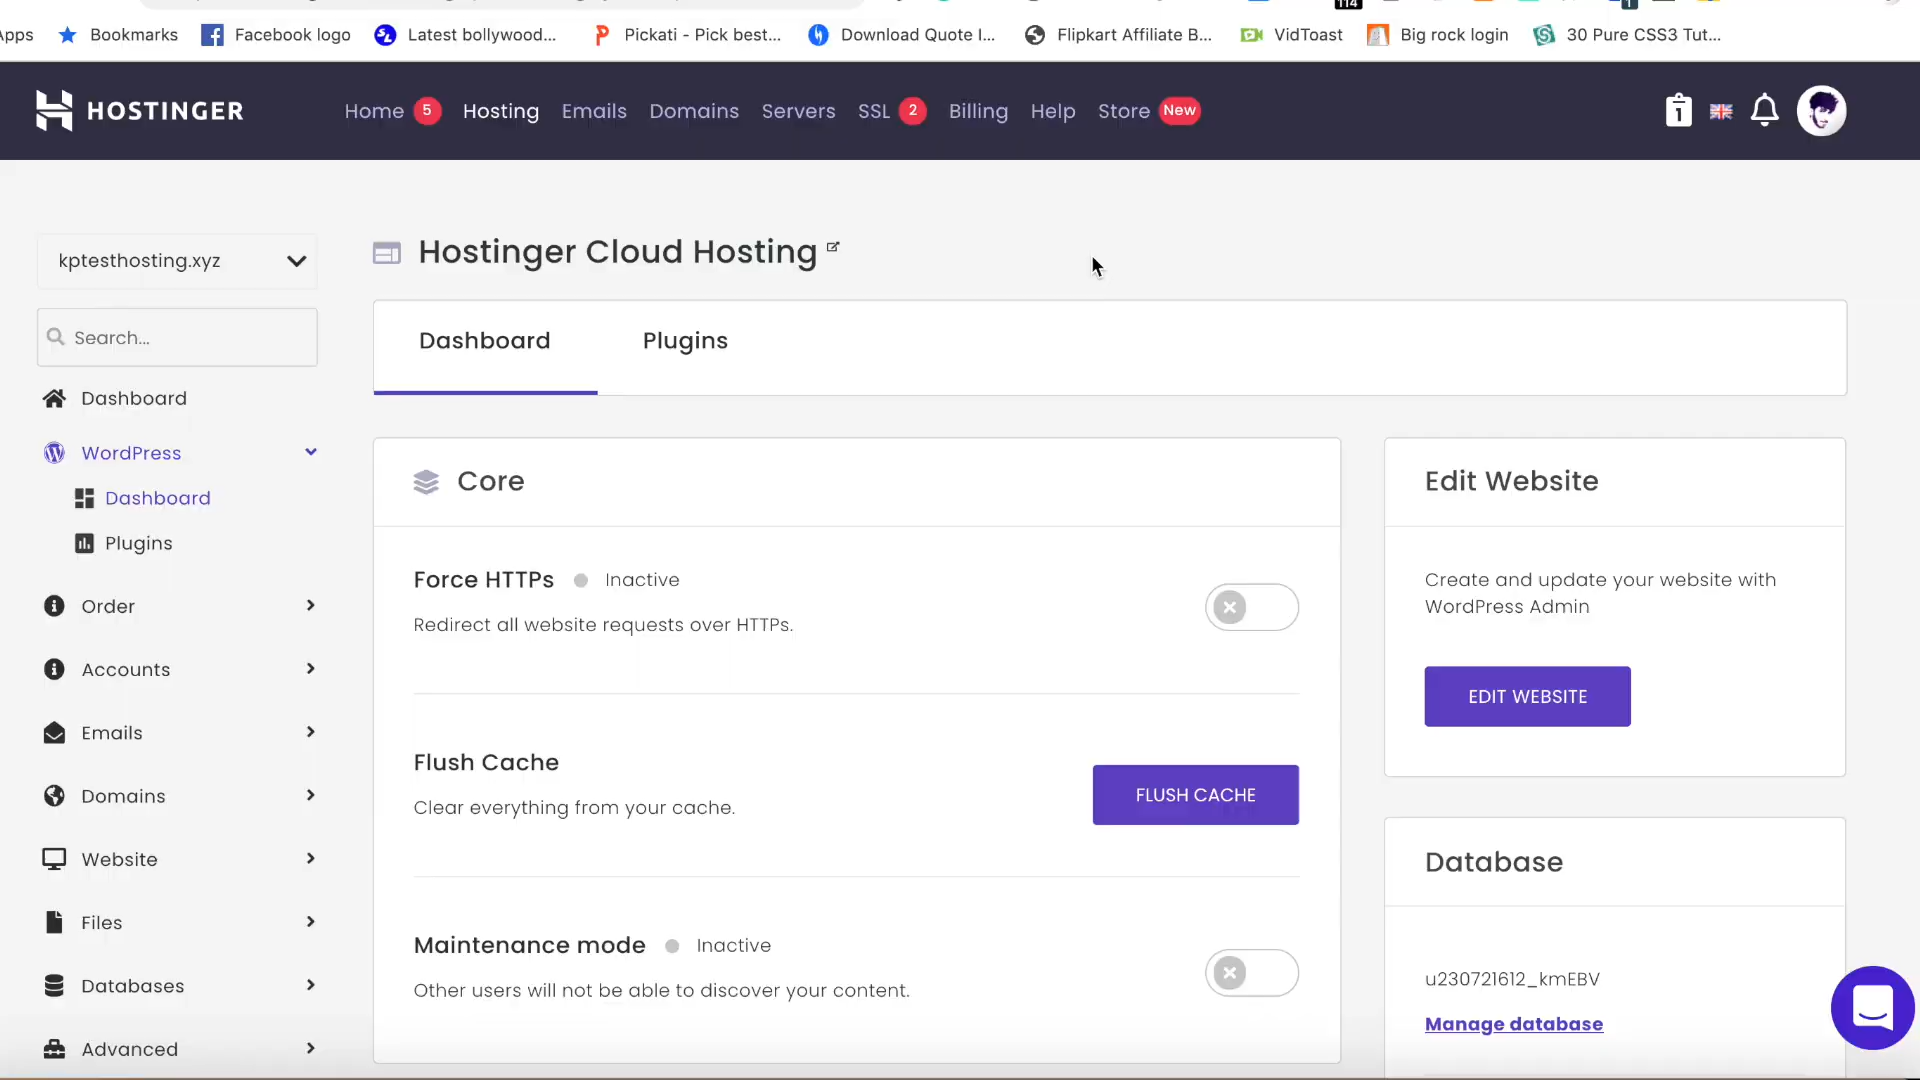 114
1
pps
Bookmarks
Facebook logo
Latest bollywood...
Pickati - Pick best...
Download Quote I...
Flipkart Affiliate B...
VidToast
Big rock login
30 Pure CSS3 Tut...
HOSTINGER
Home 5 Hosting Emails Domains Servers SSL 2 Billing Help Store New
1
kptesthosting.xyz
Search...
Dashboard
WordPress
Dashboard
Plugins
Order
Accounts
Emails
Domains
Website
Files
Databases
Advanced
Hostinger Cloud Hosting
Dashboard Plugins
Core
Force HTTPs Inactive
Redirect all website requests over HTTPs.
Flush Cache
Clear everything from your cache.
FLUSH CACHE
Maintenance mode Inactive
Other users will not be able to discover your content.
Edit Website
Create and update your website with
WordPress Admin
EDIT WEBSITE
Database
u230721612_kmEBV
Manage database